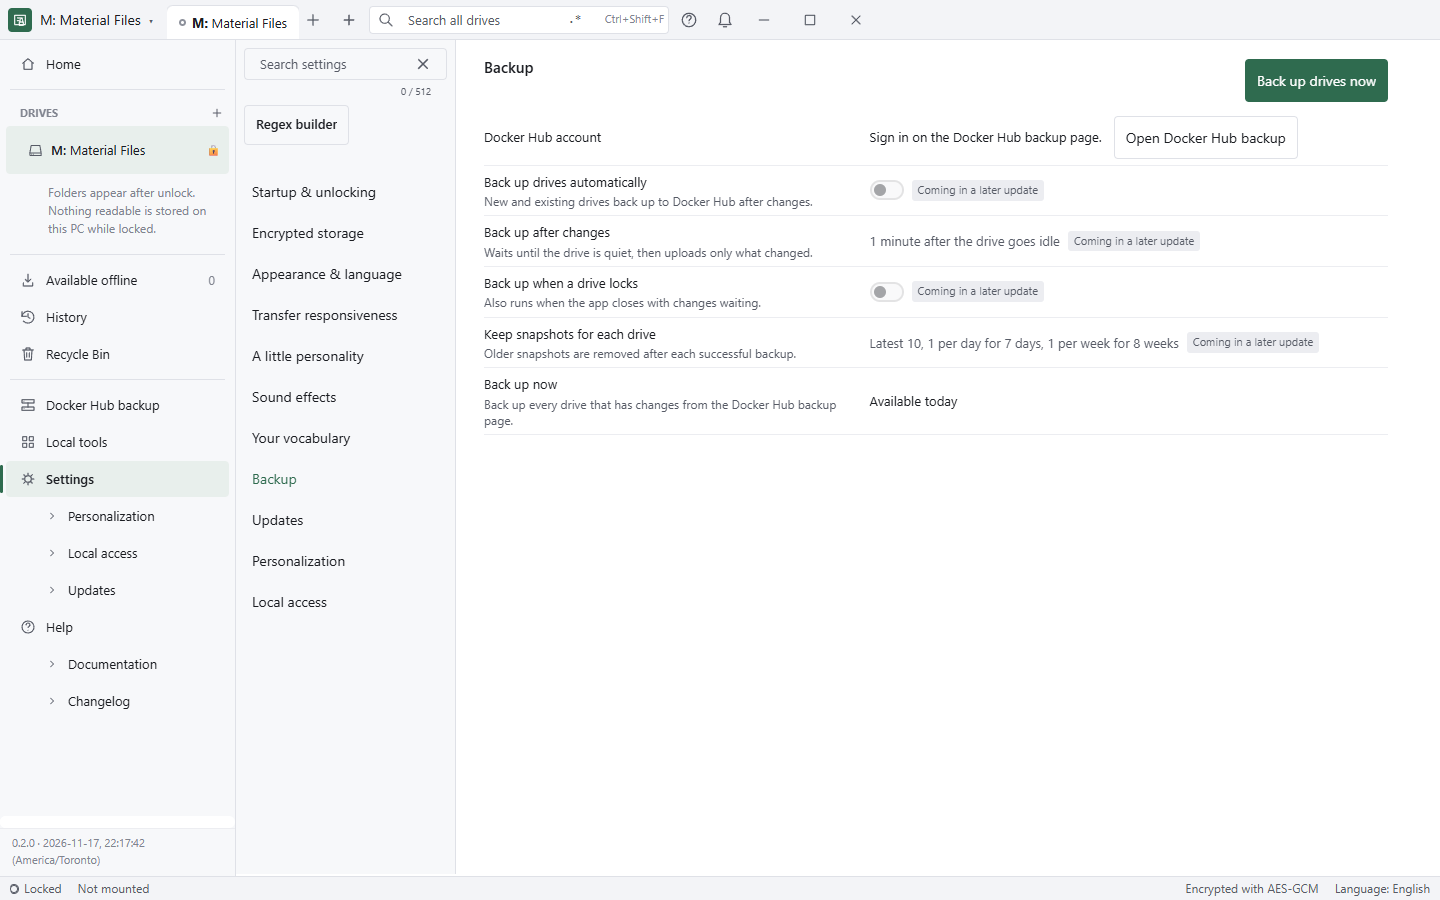 M: Material Files
M: Material Files
Search all drives
.*
Ctrl+Shift+F
Home
DRIVES
M: Material Files
Folders appear after unlock.
Nothing readable is stored on
this PC while locked.
Available offline
0
History
Recycle Bin
Docker Hub backup
Local tools
Settings
Personalization
Local access
Updates
Help
Documentation
Changelog
0.2.0 · 2026-11-17, 22:17:42
(America/Toronto)
Search settings
0 / 512
Regex builder
Startup & unlocking
Encrypted storage
Appearance & language
Transfer responsiveness
A little personality
Sound effects
Your vocabulary
Backup
Updates
Personalization
Local access
Backup
Back up drives now
Docker Hub account
Sign in on the Docker Hub backup page.
Open Docker Hub backup
Back up drives automatically
New and existing drives back up to Docker Hub after changes.
Coming in a later update
Back up after changes
Waits until the drive is quiet, then uploads only what changed.
1 minute after the drive goes idle
Coming in a later update
Back up when a drive locks
Also runs when the app closes with changes waiting.
Coming in a later update
Keep snapshots for each drive
Older snapshots are removed after each successful backup.
Latest 10, 1 per day for 7 days, 1 per week for 8 weeks
Coming in a later update
Back up now
Back up every drive that has changes from the Docker Hub backup
page.
Available today
Locked
Not mounted
Encrypted with AES-GCM
Language: English